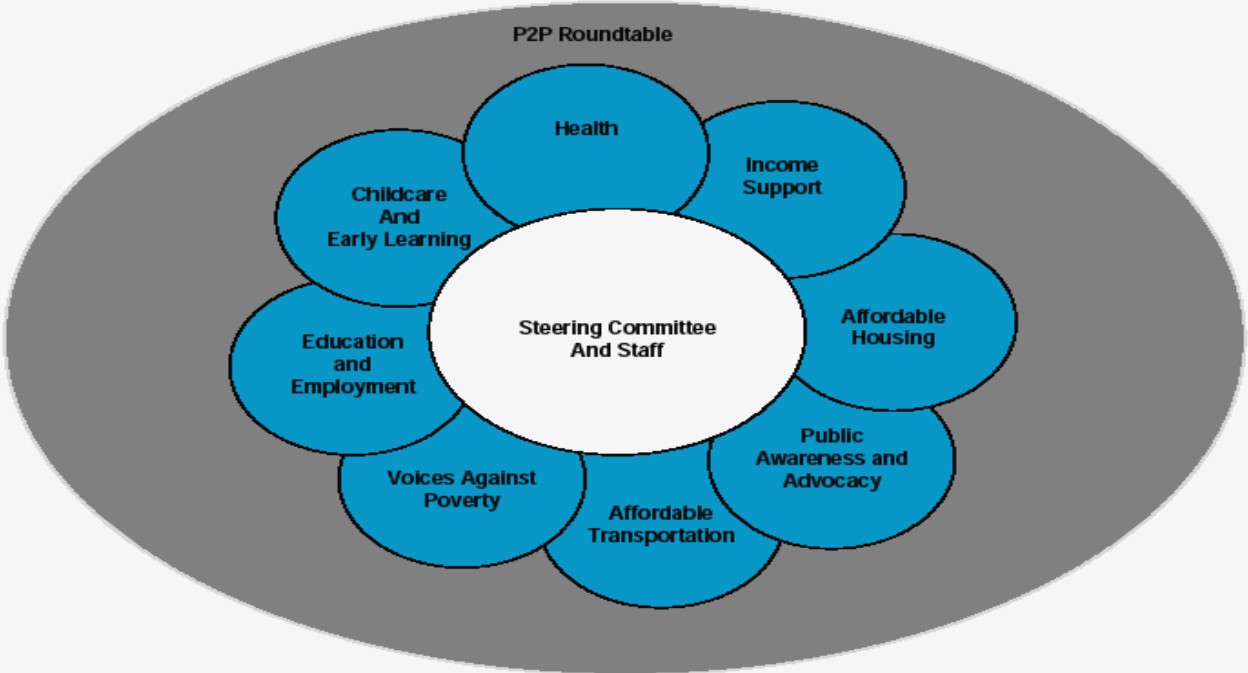 P2P Roundtable
Health
Income
Support
Childcare
And
Early Learning
Affordable
Housing
Steering Committee
And Staff
Education
and
Employment
Public
Awareness and
Advocacy
Voices Against
Poverty
Affordable
Transportation